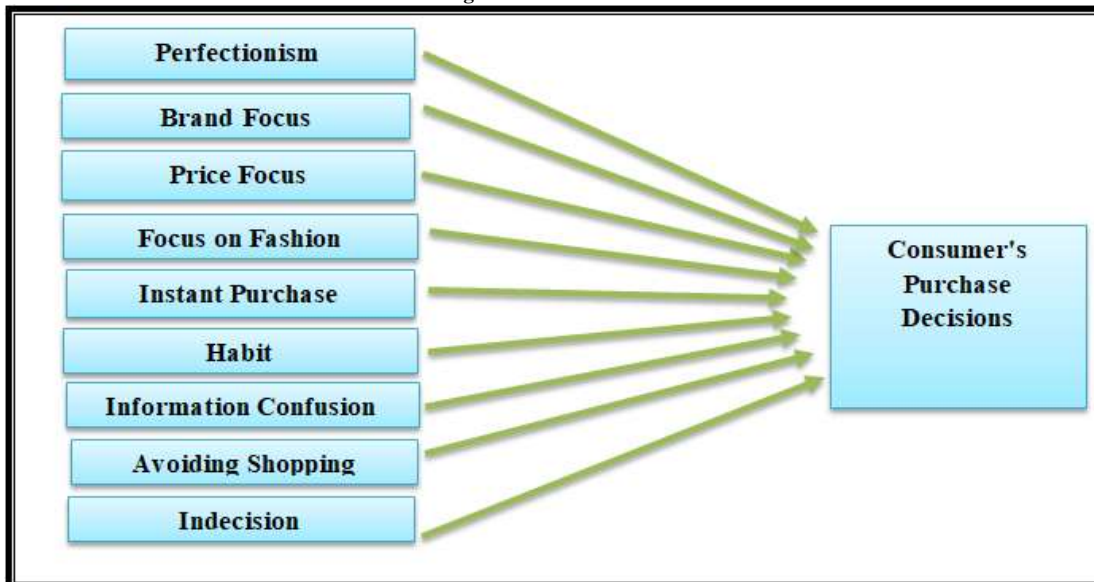 Perfectionism
Brand Focus
Price Focus
Focus on Fashion
Instant Purchase
Habit
Information Confusion
Avoiding Shopping
Indecision
Consumer's
Purchase
Decisions